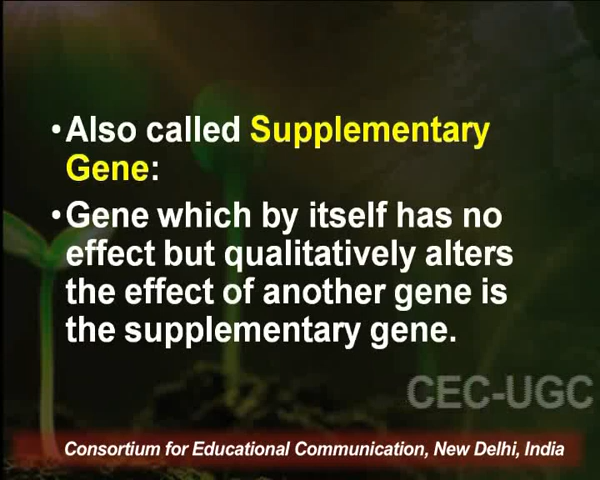 •Also called Supplementary
Gene:
•Gene which by itself has no
effect but qualitatively alters
the effect of another gene is
the supplementary gene.
CEC-UGC
Consortium for Educational Communication, New Delhi, India